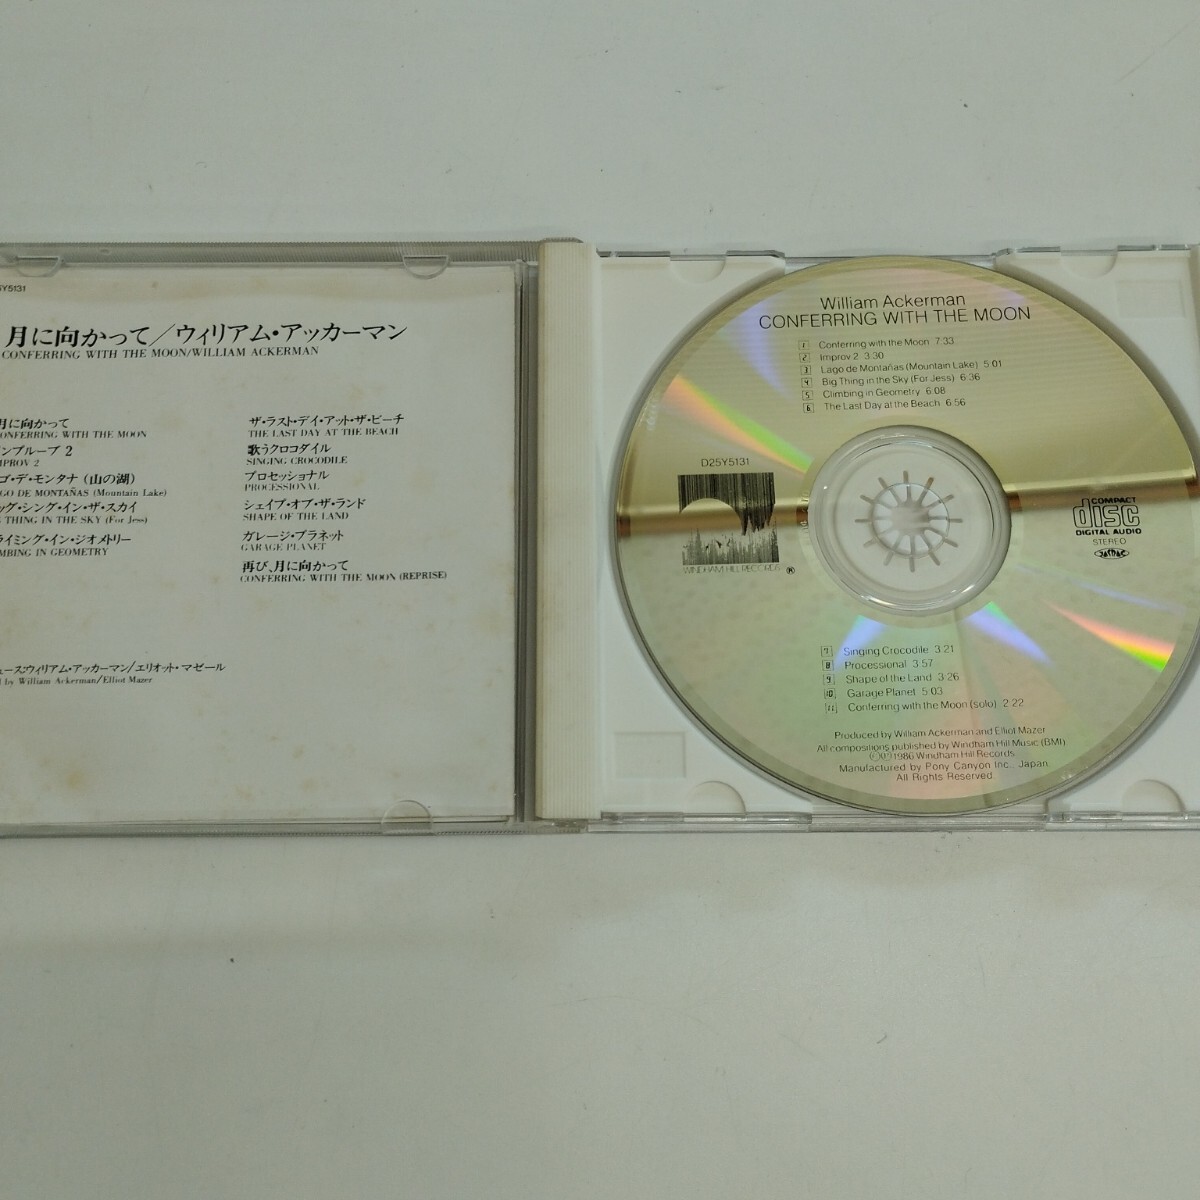 5Y5131
月に向かって／ウィリアム・アッカーマン
CONFERRING WITH THE MOON/WILLIAM ACKERMAN
月に向かって
CONFERRING WITH THE MOON
ンプルーブ 2
MPROV 2
ゴ・デ・モンタナ（山の湖）
GO DE MONTAÑAS (Mountain Lake)
ッグ・シング・イン・ザ・スカイ
THING IN THE SKY (For Jess)
ライミング・イン・ジオメトリー
MBING IN GEOMETRY
ザ・ラスト・デイ・アット・ザ・ビーチ
THE LAST DAY AT THE BEACH
歌うクロコダイル
SINGING CROCODILE
プロセッショナル
PROCESSIONAL
シェイプ・オブ・ザ・ランド
SHAPE OF THE LAND
ガレージ・プラネット
GARAGE PLANET
再び、月に向かって
CONFERRING WITH THE MOON (REPRISE)
ュース:ウィリアム・アッカーマン/エリオット・マゼール
d by William Ackerman/Elliot Mazer
William Ackerman
CONFERRING WITH THE MOON
1 Conferring with the Moon 7:33
2 Improv 2 3:30
3 Lago de Montañas (Mountain Lake) 5:01
4 Big Thing in the Sky (For Jess) 6:36
5 Climbing in Geometry 6:08
6 The Last Day at the Beach 6:56
D25Y5131
WINDHAM HILL RECORDS ®
COMPACT
disc
DIGITAL AUDIO
STEREO
7 Singing Crocodile 3:21
8 Processional 3:57
9 Shape of the Land 3:26
10 Garage Planet 5:03
11 Conferring with the Moon (solo) 2:22
Produced by William Ackerman and Elliot Mazer
All compositions published by Windham Hill Music (BMI)
©℗1986 Windham Hill Records
Manufactured by Pony Canyon Inc., Japan
All Rights Reserved